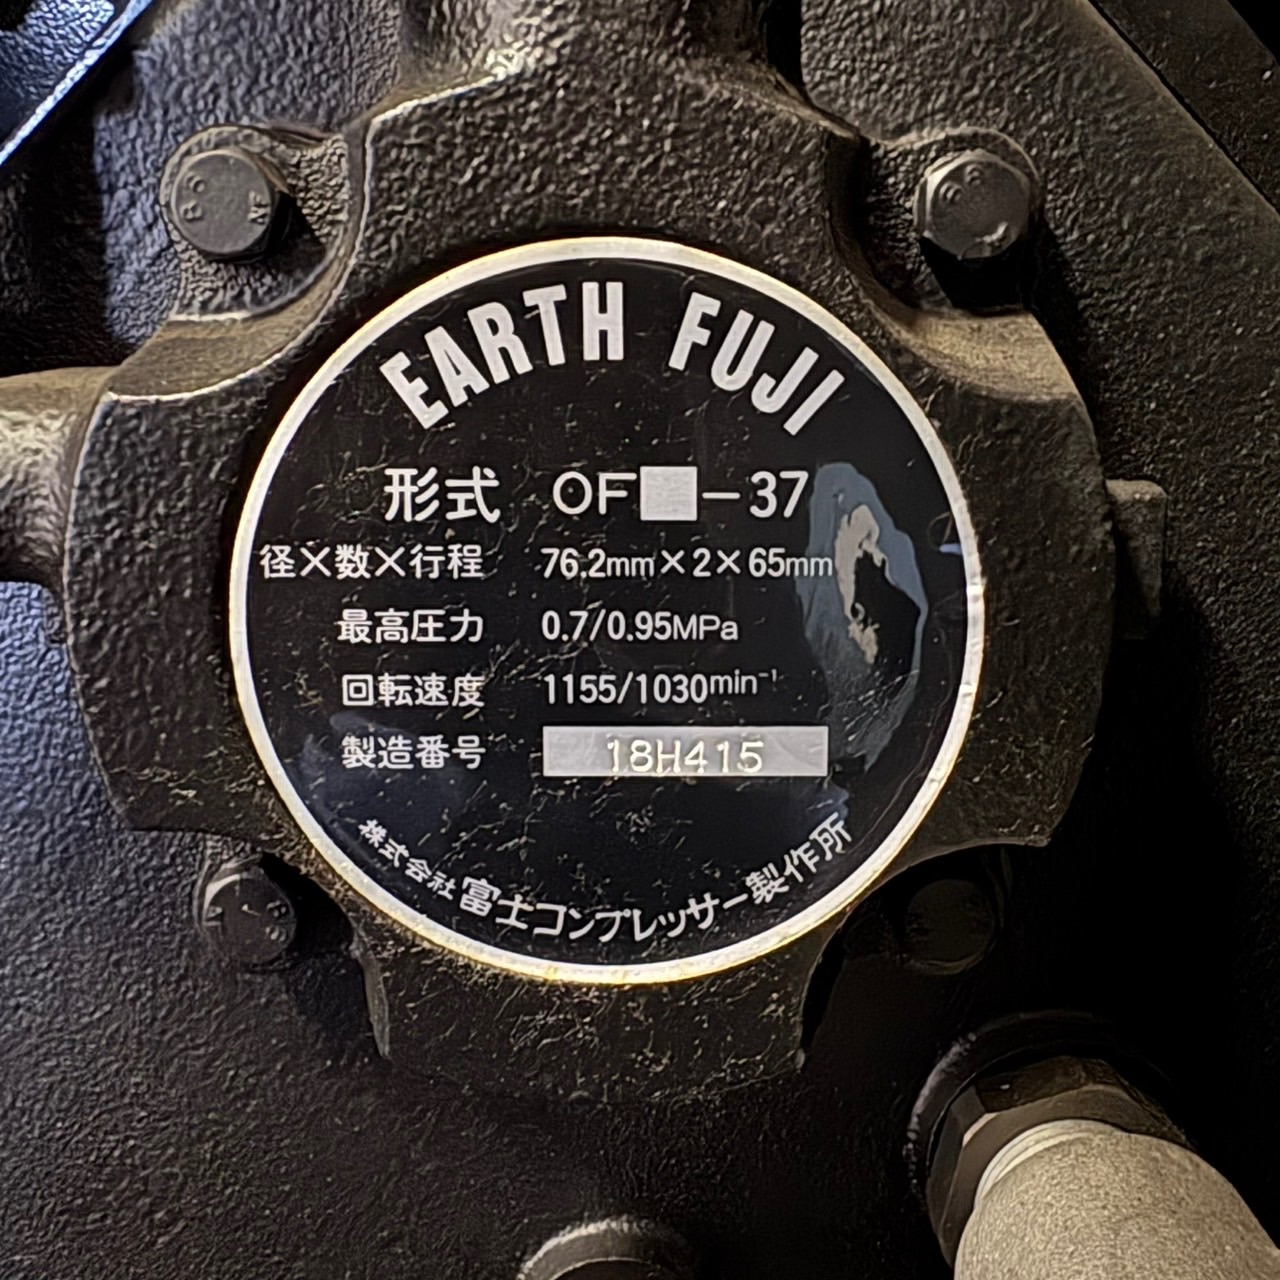 EARTH FUJI
形式 OF -37
径×数×行程 76.2mm×2×65mm
最高圧力 0.7/0.95MPa
回転速度 1155/1030min⁻¹
製造番号 18H415
株式会社富士コンプレッサー製作所